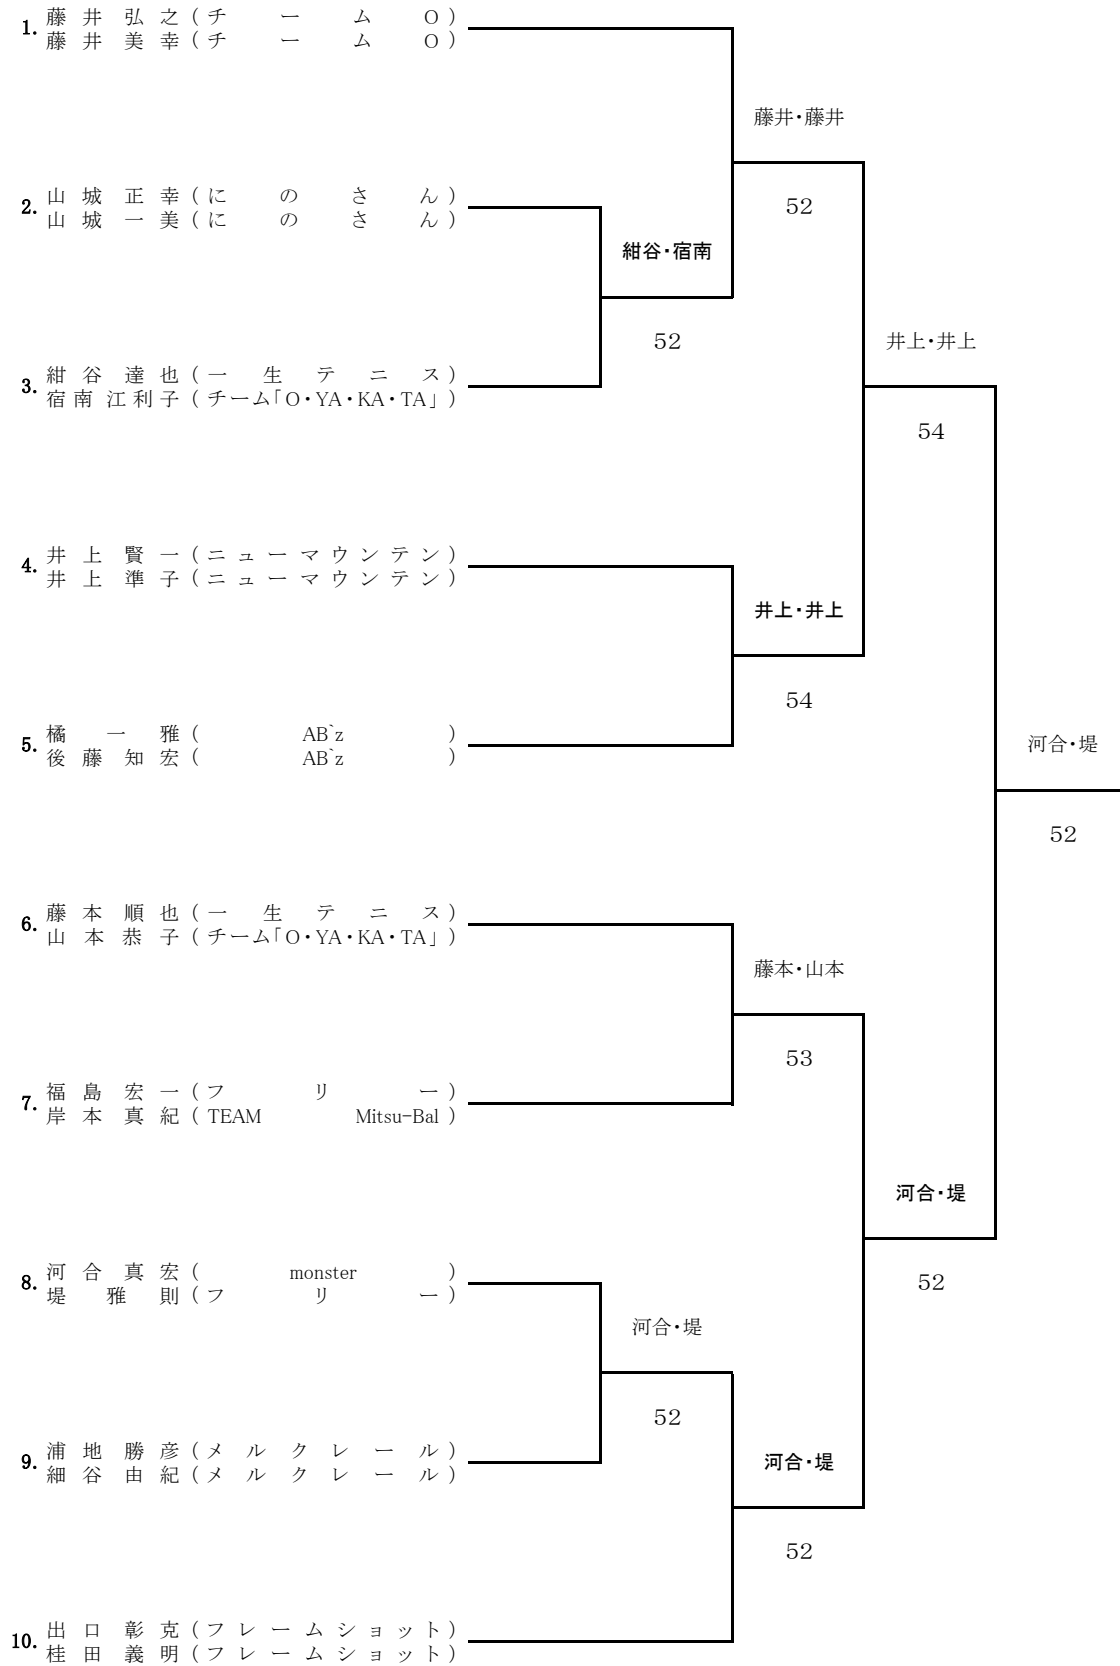 1. 藤井弘之(チームO)
藤井美幸(チームO)
藤井・藤井
2. 山城正幸(にのさん)
山城一美(にのさん)
52
紺谷・宿南
52
井上・井上
3. 紺谷達也(一生テニス)
宿南江利子(チーム「O・YA・KA・TA」)
54
4. 井上賢一(ニューマウンテン)
井上準子(ニューマウンテン)
井上・井上
54
5. 橘一雅(AB`z)
後藤知宏(AB`z)
河合・堤
52
6. 藤本順也(一生テニス)
山本恭子(チーム「O・YA・KA・TA」)
藤本・山本
53
7. 福島宏一(フリー)
岸本真紀(TEAM Mitsu-Bal)
河合・堤
8. 河合真宏(monster)
堤雅則(フリー)
52
河合・堤
52
9. 浦地勝彦(メルクレール)
細谷由紀(メルクレール)
河合・堤
52
10. 出口彰克(フレームショット)
桂田義明(フレームショット)